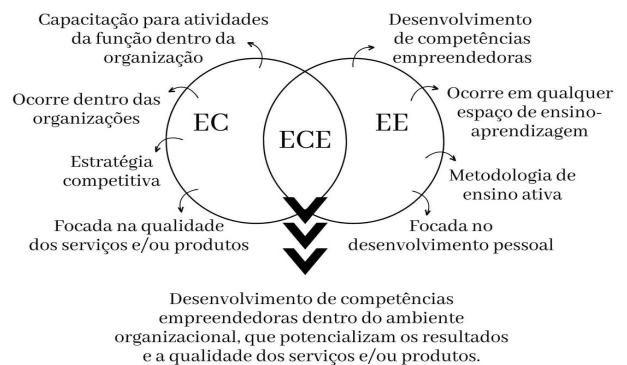 Capacitação para atividades
da função dentro da
organização
Ocorre dentro das
organizações
Estratégia
competitiva
Focada na qualidade
dos serviços e/ou produtos
EC
ECE
EE
Desenvolvimento
de competências
empreendedoras
Ocorre em qualquer
espaço de ensino-
aprendizagem
Metodologia de
ensino ativa
Focada no
desenvolvimento pessoal
Desenvolvimento de competências
empreendedoras dentro do ambiente
organizacional, que potencializam os resultados
e a qualidade dos serviços e/ou produtos.